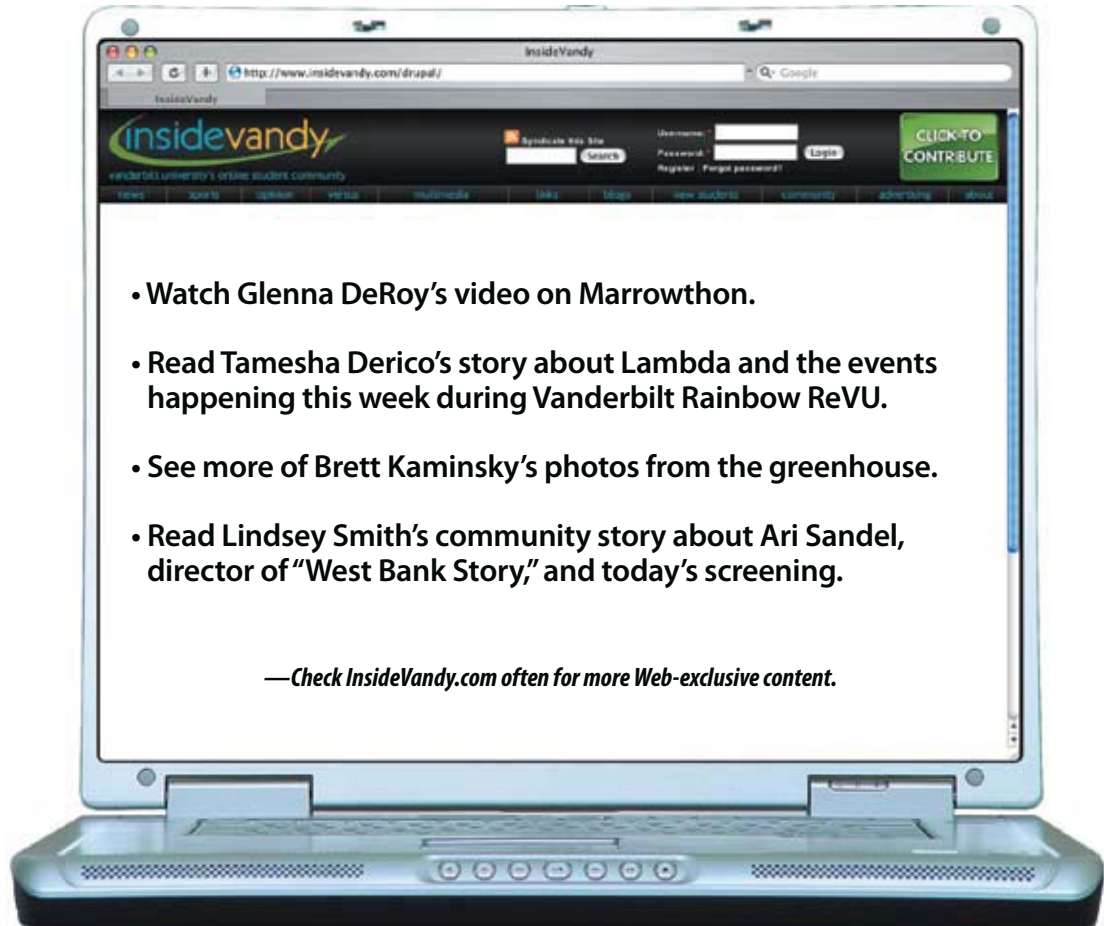 InsideVandy
http://www.insidevandy.com/drupal/
Google
InsideVandy
insidevandy
vanderbilt university's online student community
Syndicate this Site
Search
Username: *
Password: *
Login
Register Forgot password?
CLICK TO
CONTRIBUTE
news sports opinion versus multimedia links blogs new students community advertising about
• Watch Glenna DeRoy’s video on Marrowthon.
• Read Tamesha Derico’s story about Lambda and the events
happening this week during Vanderbilt Rainbow ReVU.
• See more of Brett Kaminsky’s photos from the greenhouse.
• Read Lindsey Smith’s community story about Ari Sandel,
director of “West Bank Story,” and today’s screening.
—Check InsideVandy.com often for more Web-exclusive content.